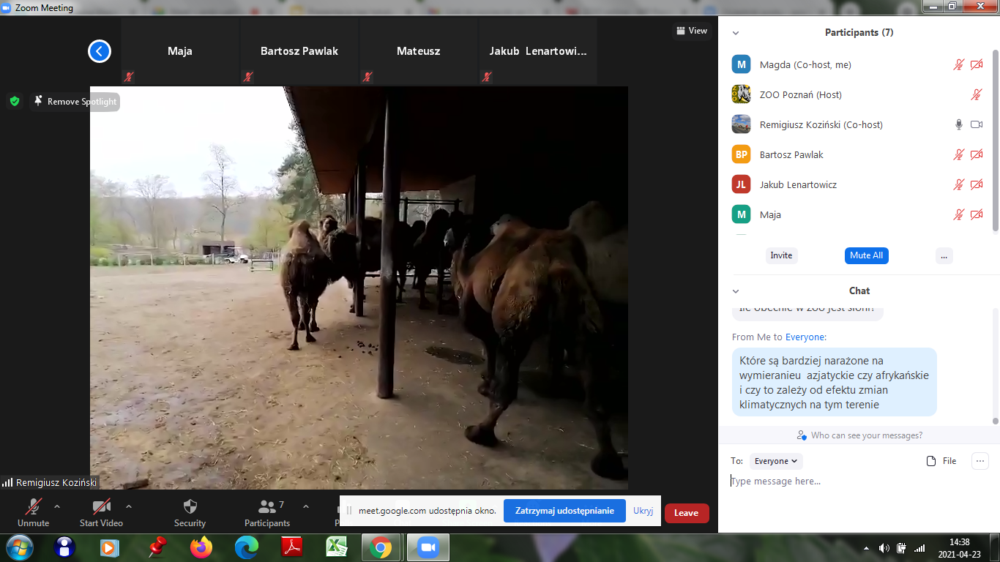 Zoom Meeting
Maja
Bartosz Pawlak
Mateusz
Jakub Lenartowi...
View
Remove Spotlight
Remigiusz Koziński
Participants (7)
M
Magda (Co-host, me)
ZOO
ZOO Poznań (Host)
Remigiusz Koziński (Co-host)
BP
Bartosz Pawlak
JL
Jakub Lenartowicz
M
Maja
Invite
Mute All
...
Chat
Ile obecnie w zoo jest słoni?
From Me to Everyone:
Które są bardziej narażone na
wymieranieu azjatyckie czy afrykańskie
i czy to zależy od efektu zmian
klimatycznych na tym terenie
Who can see your messages?
To:
Everyone
File
Type message here...
Unmute
Start Video
Security
7
Participants
meet.google.com udostępnia okno.
Zatrzymaj udostępnianie
Ukryj
Leave
14:38
2021-04-23